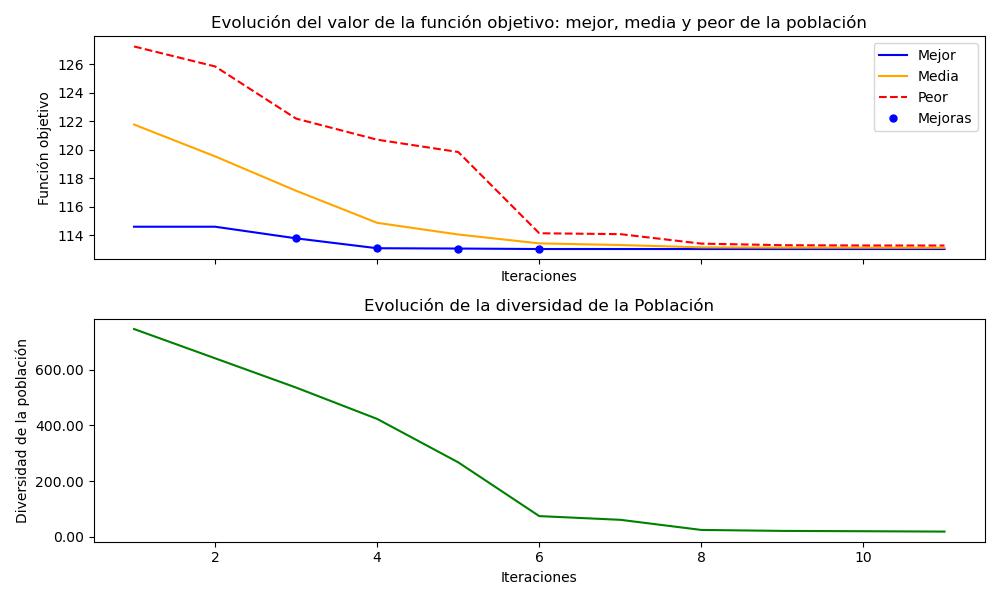 Evolución del valor de la función objetivo: mejor, media y peor de la población
Función objetivo
126
124
122
120
118
116
114
Mejor
Media
Peor
Mejoras
Iteraciones
Evolución de la diversidad de la Población
Diversidad de la población
600.00
400.00
200.00
0.00
2 4 6 8 10
Iteraciones